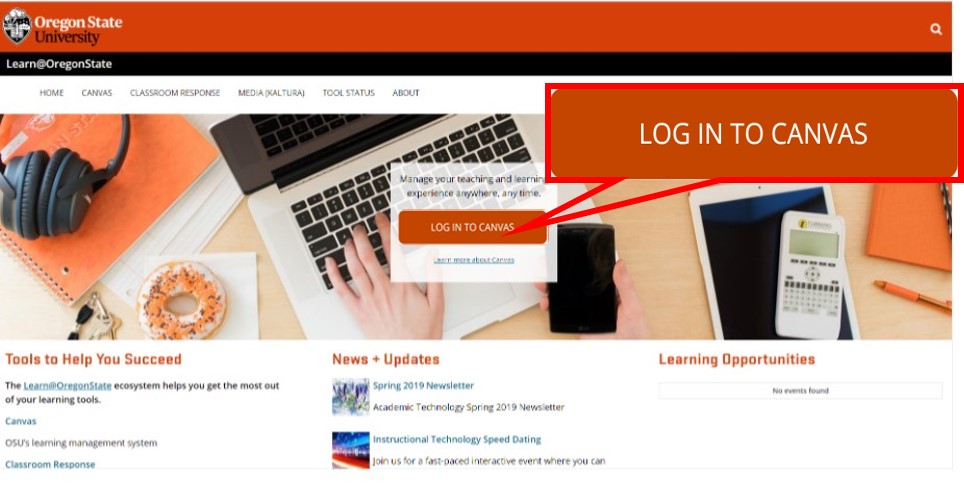 Oregon State
University
Learn@OregonState
HOME CANVAS CLASSROOM RESPONSE MEDIA (KALTURA) TOOL STATUS ABOUT
LOG IN TO CANVAS
Manage your teaching and learning
experience anywhere, any time.
LOG IN TO CANVAS
Learn more about Canvas
Tools to Help You Succeed
The Learn@OregonState ecosystem helps you get the most out
of your learning tools.
Canvas
OSU's learning management system
Classroom Response
News + Updates
Spring 2019 Newsletter
Academic Technology Spring 2019 Newsletter
Instructional Technology Speed Dating
Join us for a fast-paced interactive event where you can
Learning Opportunities
No events found